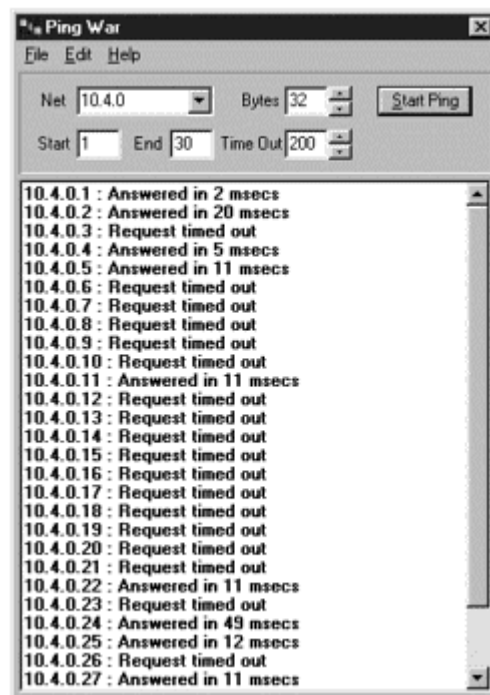 Ping War
File Edit Help
Net 10.4.0 Bytes 32 Start Ping
Start 1 End 30 Time Out 200
10.4.0.1 : Answered in 2 msecs
10.4.0.2 : Answered in 20 msecs
10.4.0.3 : Request timed out
10.4.0.4 : Answered in 5 msecs
10.4.0.5 : Answered in 11 msecs
10.4.0.6 : Request timed out
10.4.0.7 : Request timed out
10.4.0.8 : Request timed out
10.4.0.9 : Request timed out
10.4.0.10 : Request timed out
10.4.0.11 : Answered in 11 msecs
10.4.0.12 : Request timed out
10.4.0.13 : Request timed out
10.4.0.14 : Request timed out
10.4.0.15 : Request timed out
10.4.0.16 : Request timed out
10.4.0.17 : Request timed out
10.4.0.18 : Request timed out
10.4.0.19 : Request timed out
10.4.0.20 : Request timed out
10.4.0.21 : Request timed out
10.4.0.22 : Answered in 11 msecs
10.4.0.23 : Request timed out
10.4.0.24 : Answered in 49 msecs
10.4.0.25 : Answered in 12 msecs
10.4.0.26 : Request timed out
10.4.0.27 : Answered in 11 msecs